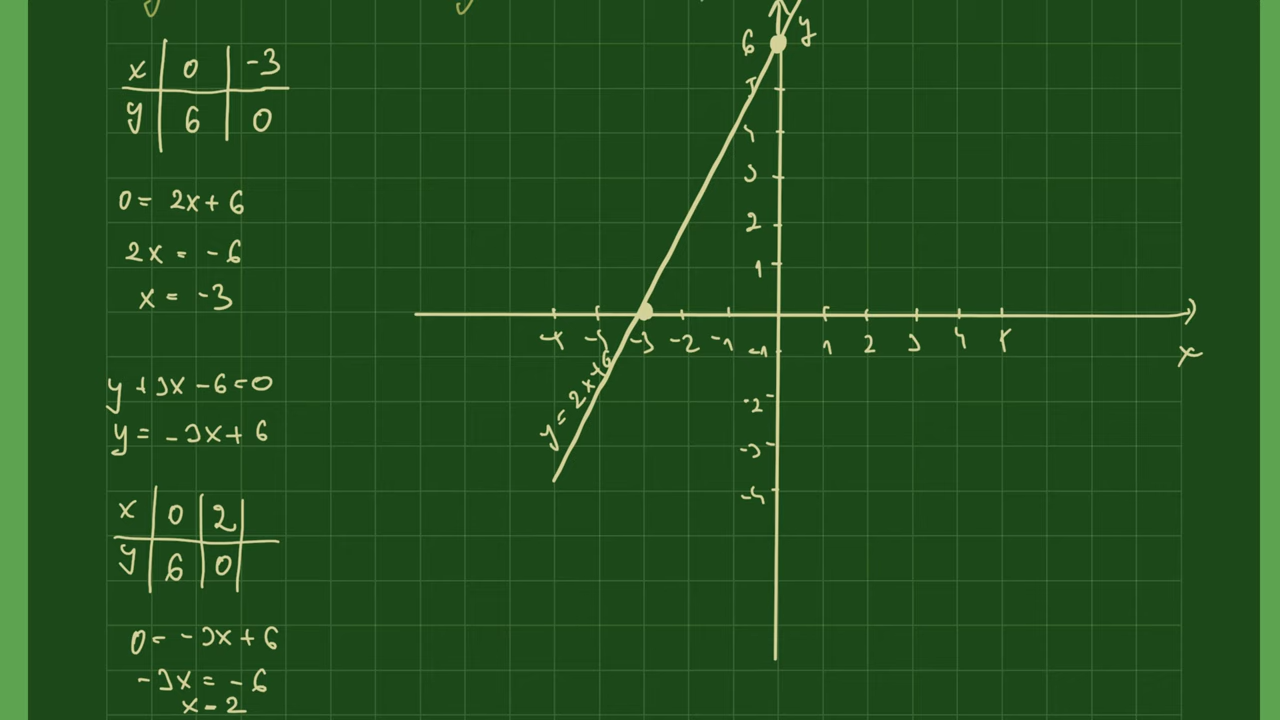 x | 0 | -3
y | 6 | 0
0 = 2x + 6
2x = -6
x = -3
y + 3x - 6 = 0
y = -3x + 6
x | 0 | 2
y | 6 | 0
0 = -3x + 6
-3x = -6
x = 2
y
6
5
4
3
2
1
-4 -3 -3 -2 -1 1 2 3 4 5
x
-1
-2
-3
-4
y = 2x+6